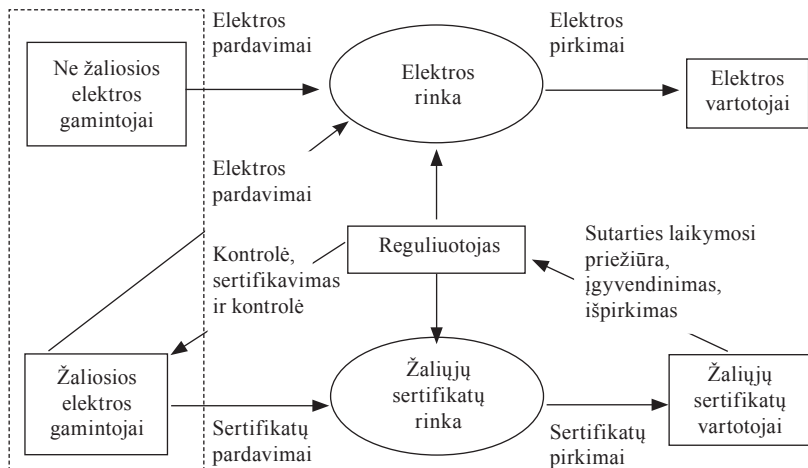 Elektros
pardavimai
Elektros
pirkimai
Ne žaliosios
elektros
gamintojai
Elektros
rinka
Elektros
vartotojai
Elektros
pardavimai
Kontrolė,
sertifikavimas
ir kontrolė
Reguliuotojas
Sutarties laikymosi
priežiūra,
įgyvendinimas,
išpirkimas
Žaliosios
elektros
gamintojai
Žaliųjų
sertifikatų
rinka
Žaliųjų
sertifikatų
vartotojai
Sertifikatų
pardavimai
Sertifikatų
pirkimai